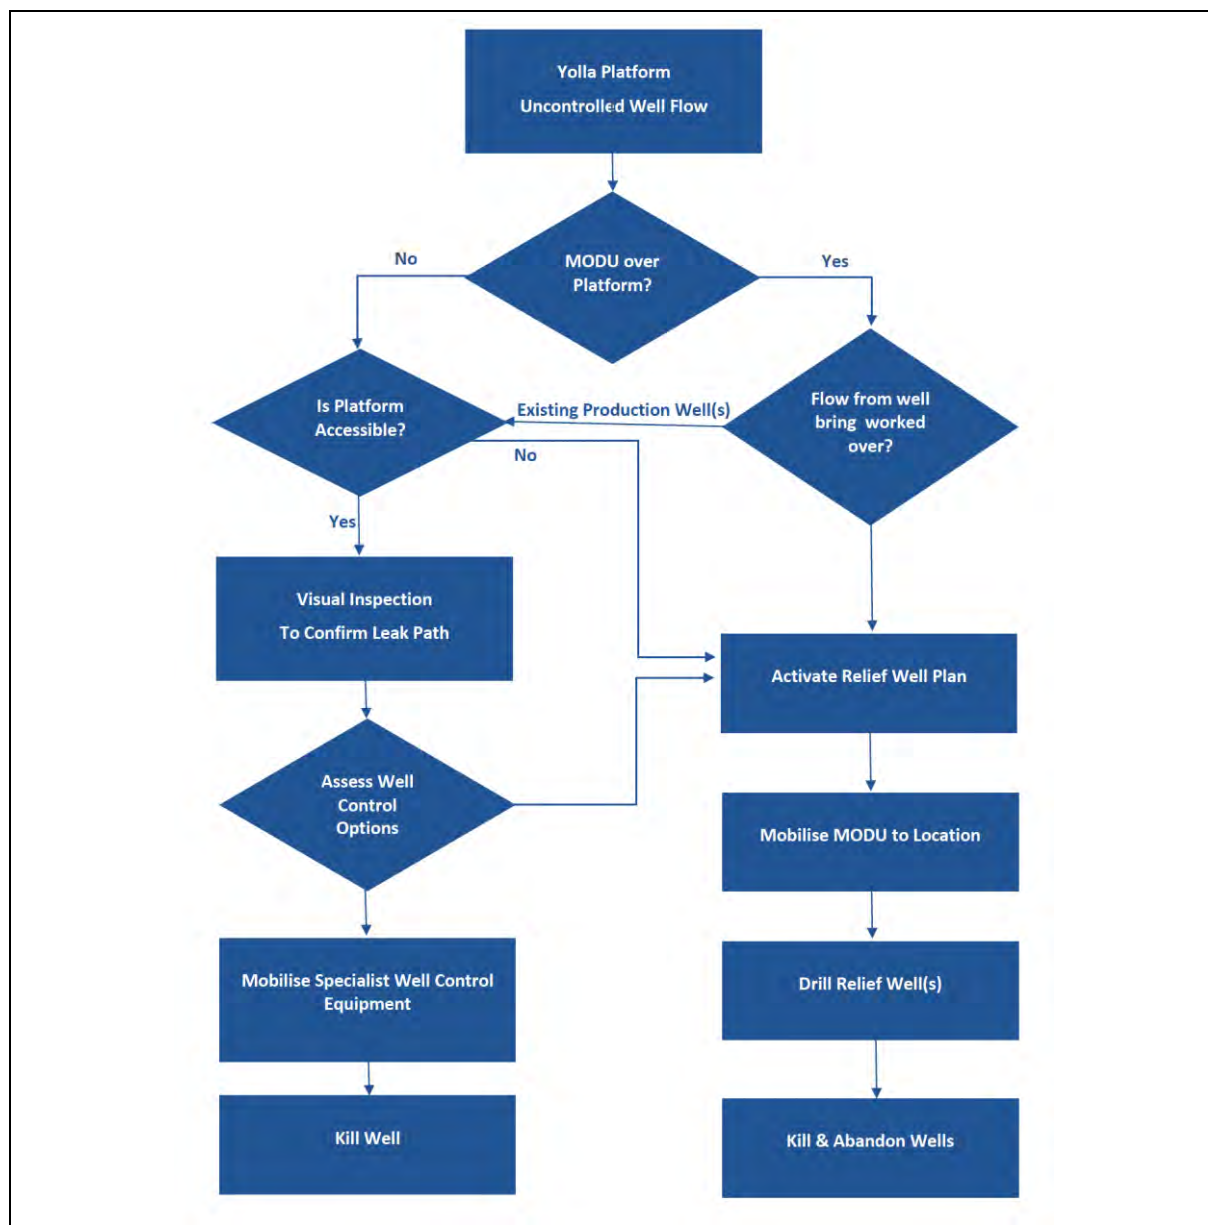 Yolla Platform
Uncontrolled Well Flow
MODU over
Platform?
No
Yes
Is Platform
Accessible?
Existing Production Well(s)
Flow from well
bring worked
over?
No
Yes
Visual Inspection
To Confirm Leak Path
Activate Relief Well Plan
Assess Well
Control
Options
Mobilise MODU to Location
Mobilise Specialist Well Control
Equipment
Drill Relief Well(s)
Kill Well
Kill & Abandon Wells